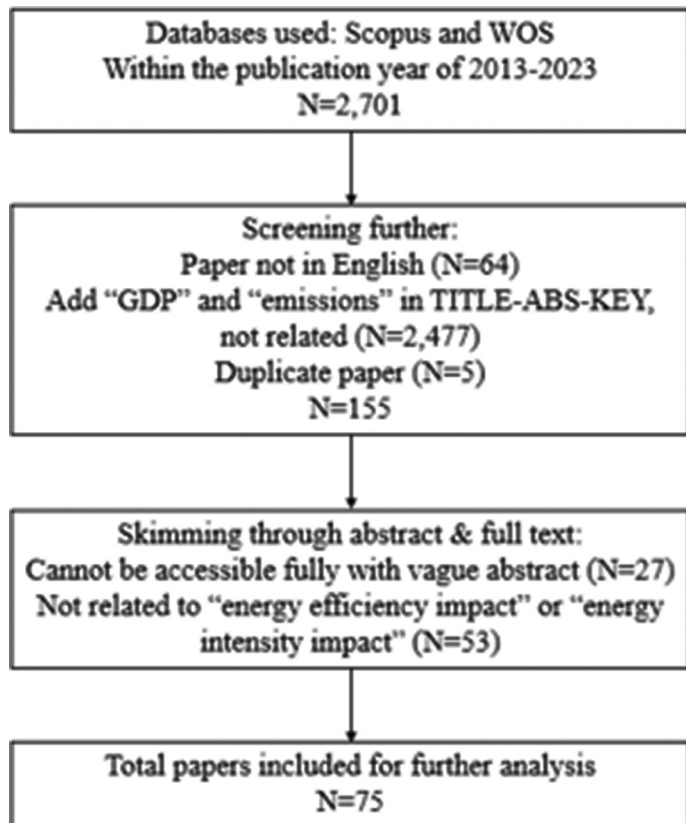 Databases used: Scopus and WOS
Within the publication year of 2013-2023
N=2,701
Screening further:
Paper not in English (N=64)
Add “GDP” and “emissions” in TITLE-ABS-KEY,
not related (N=2,477)
Duplicate paper (N=5)
N=155
Skimming through abstract & full text:
Cannot be accessible fully with vague abstract (N=27)
Not related to “energy efficiency impact” or “energy
intensity impact” (N=53)
Total papers included for further analysis
N=75